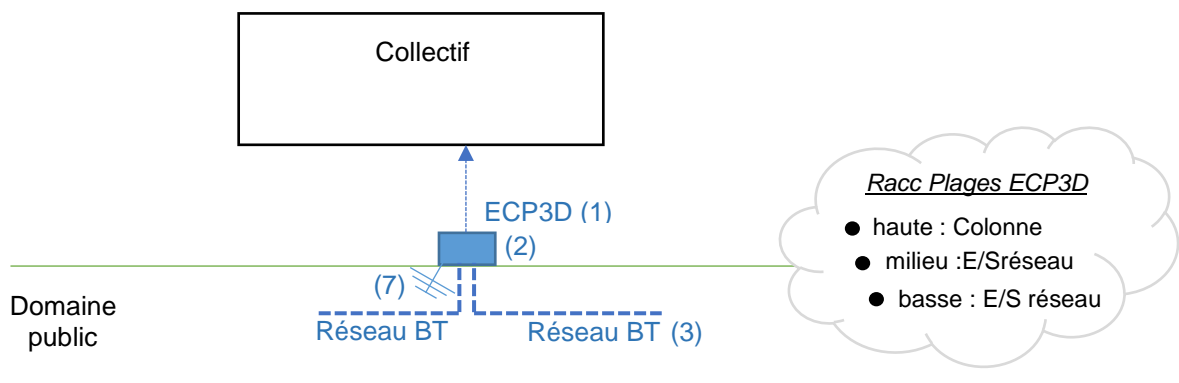 Collectif
ECP3D (1)
(2)
(7)
Domaine
public
Réseau BT
Réseau BT (3)
Racc Plages ECP3D
● haute : Colonne
● milieu :E/Sréseau
● basse : E/S réseau